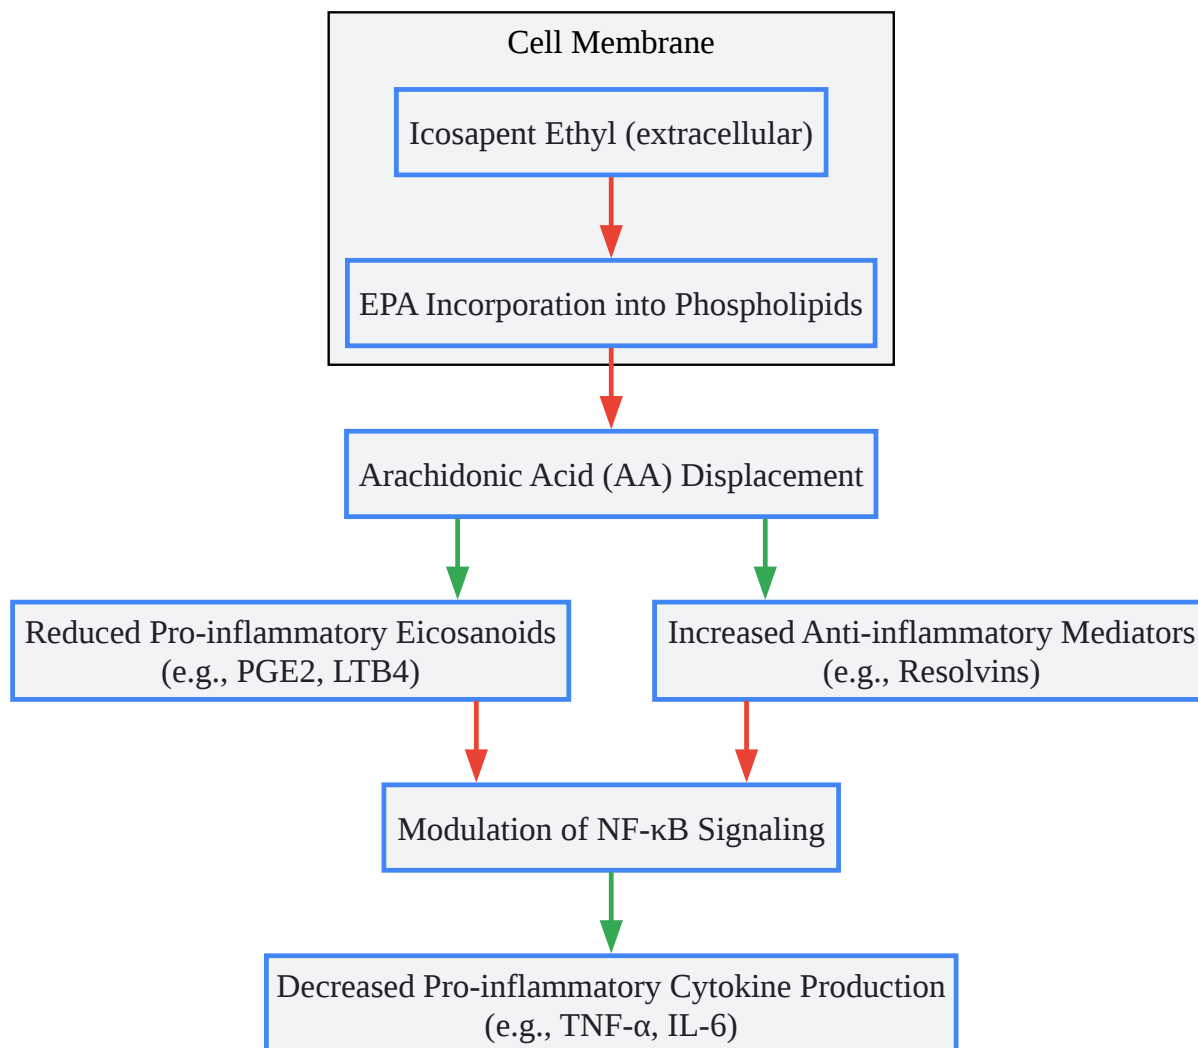 Cell Membrane
Icosapent Ethyl (extracellular)
EPA Incorporation into Phospholipids
Arachidonic Acid (AA) Displacement
Reduced Pro-inflammatory Eicosanoids
(e.g., PGE2, LTB4)
Increased Anti-inflammatory Mediators
(e.g., Resolvins)
Modulation of NF-κB Signaling
Decreased Pro-inflammatory Cytokine Production
(e.g., TNF-α, IL-6)